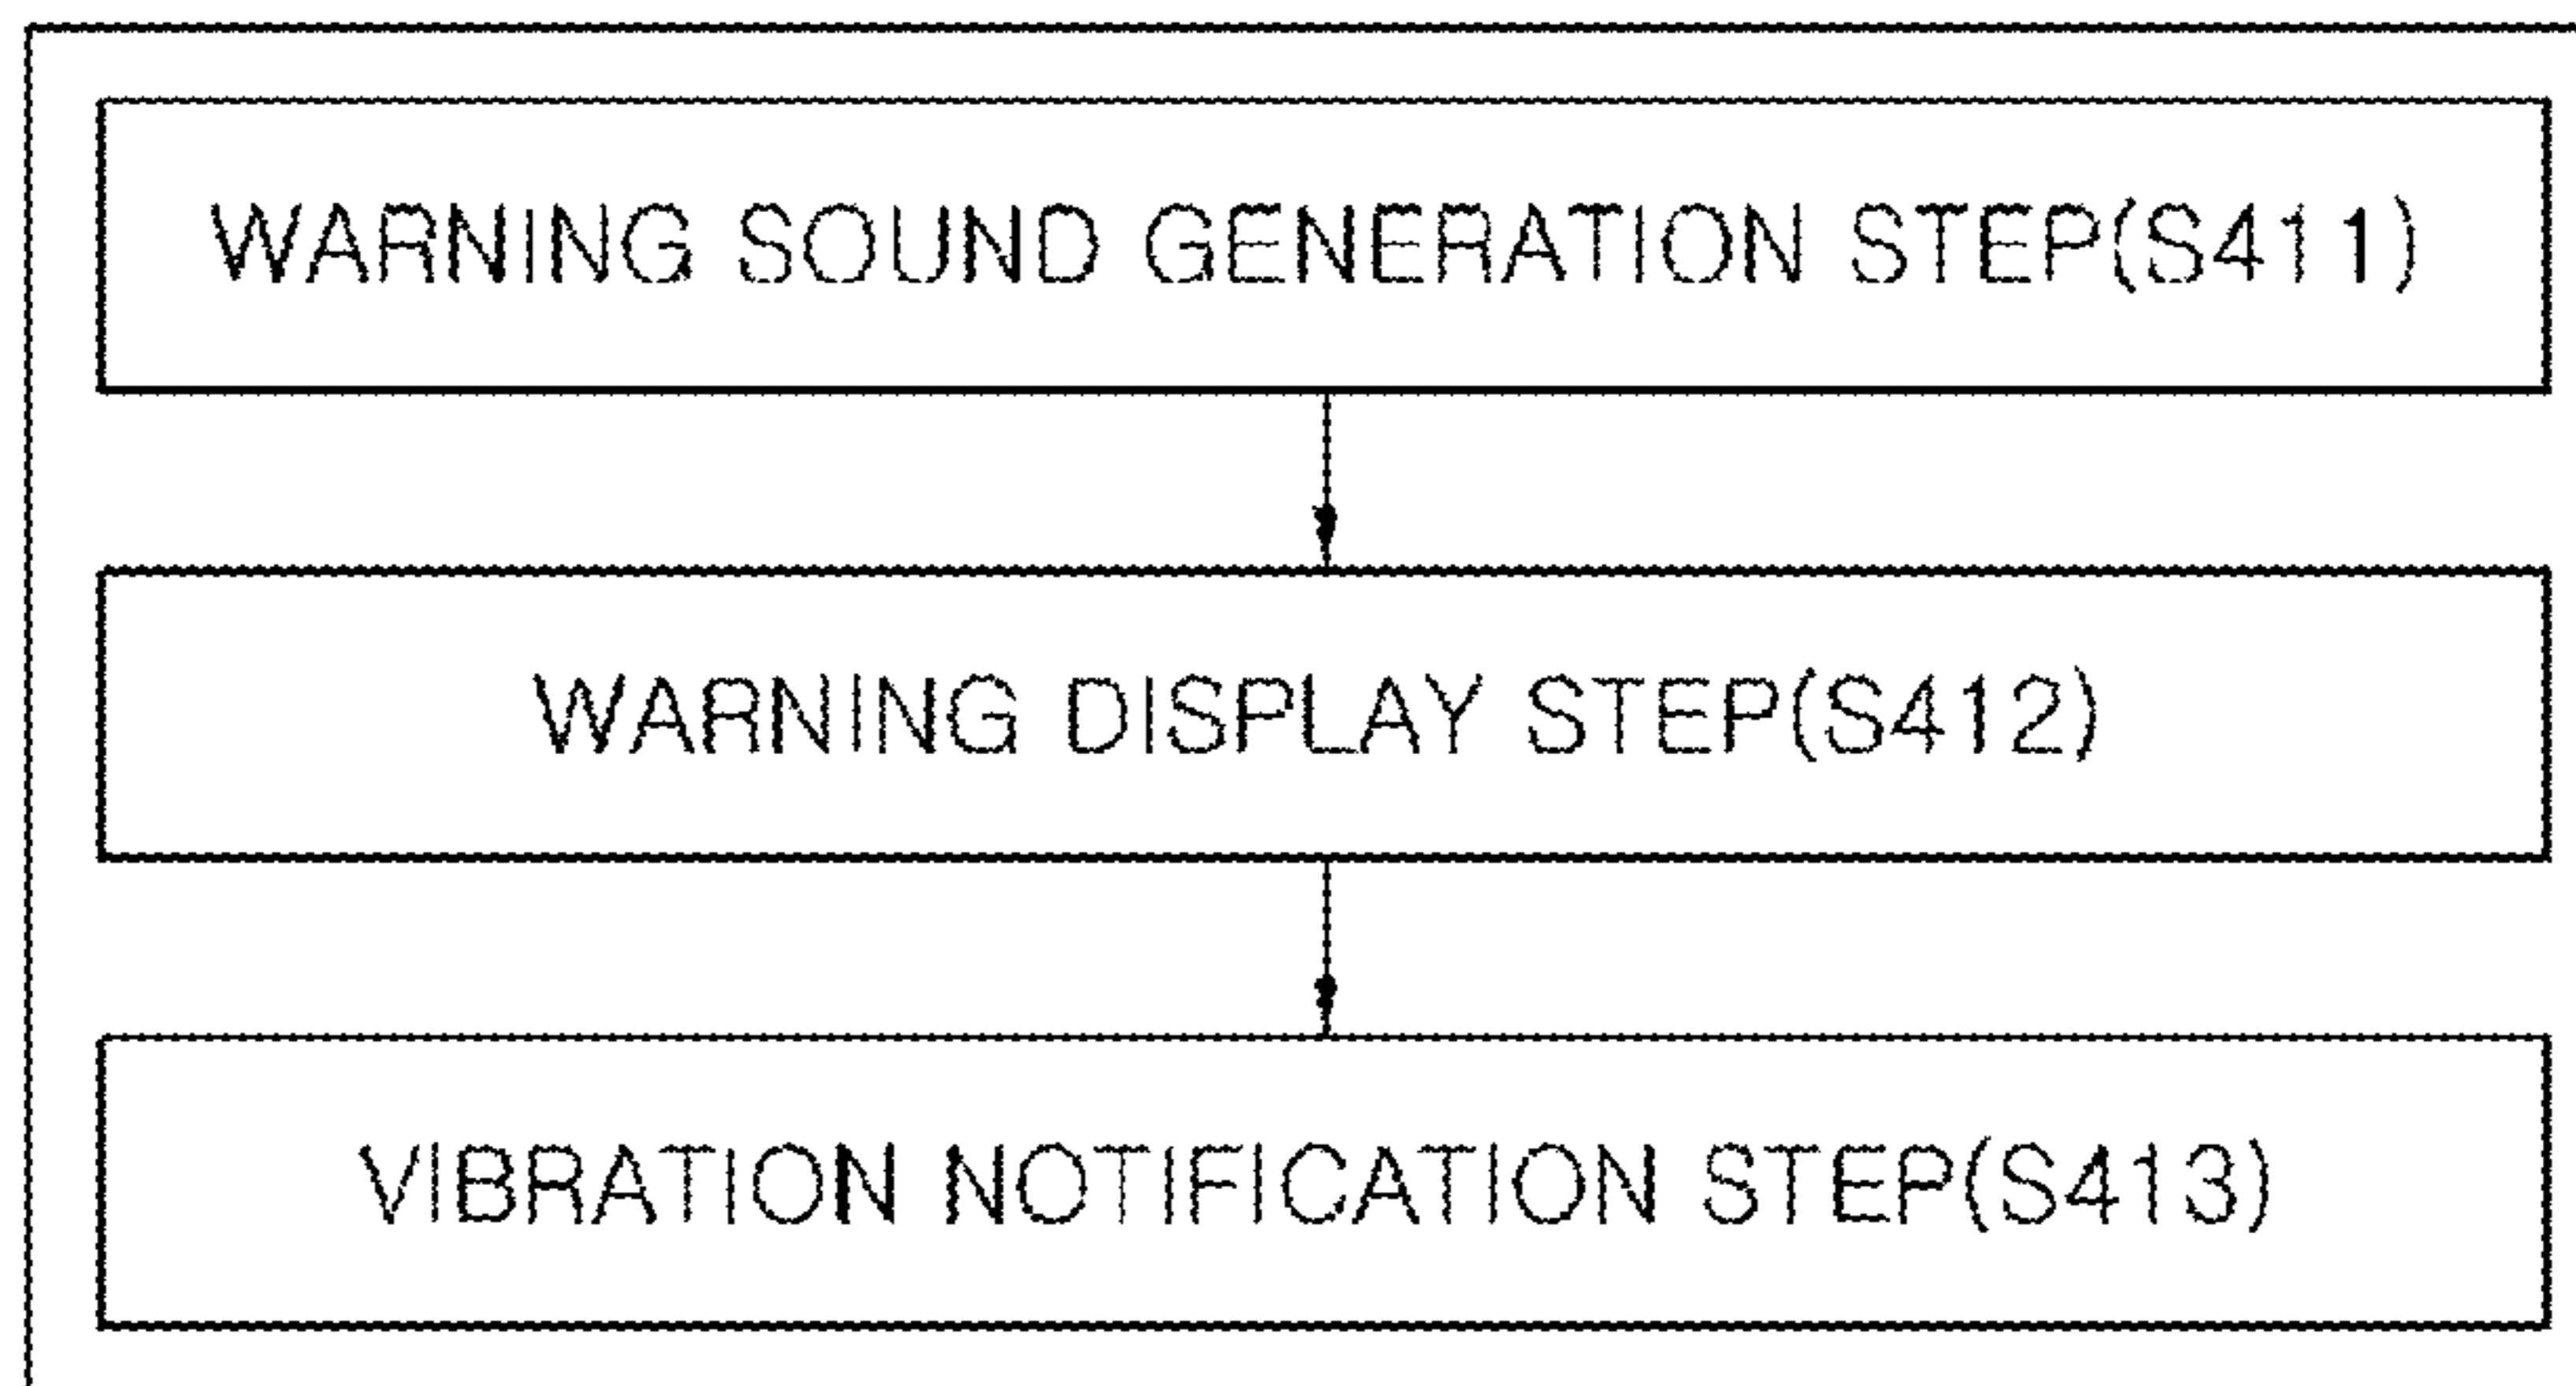 WARNING SOUND GENERATION STEP(S411)
WARNING DISPLAY STEP(S412)
VIBRATION NOTIFICATION STEP(S413)